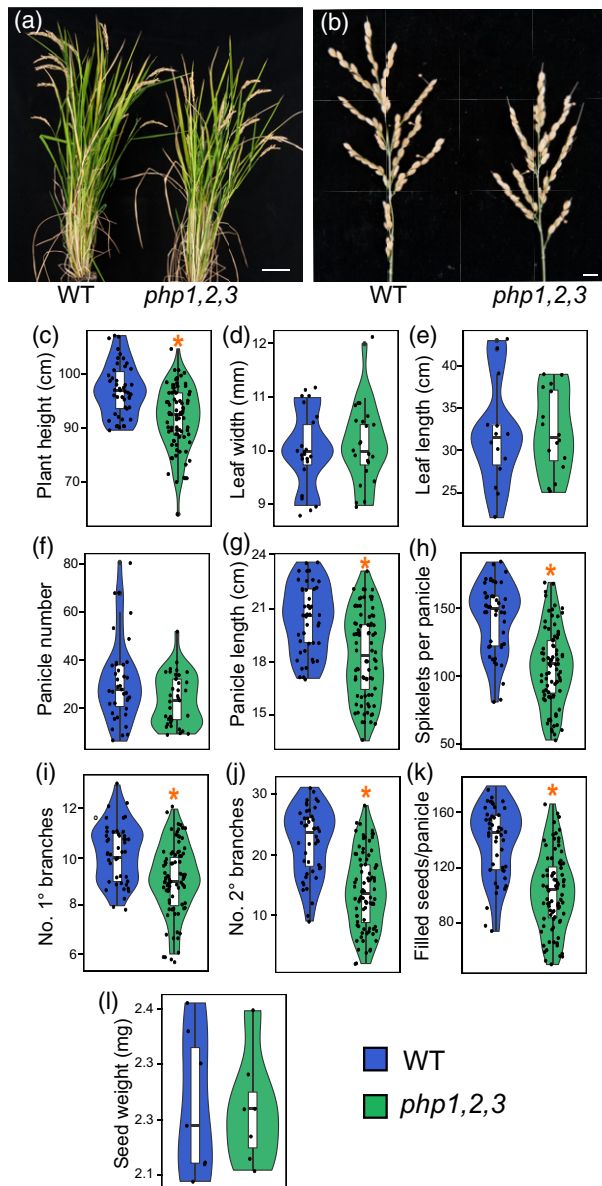 (a) (b)
WT php1,2,3 WT php1,2,3
(c) (d) (e)
Plant height (cm)
100
90
70
*
Leaf width (mm)
12
11
10
9
Leaf length (cm)
40
35
30
25
(f) (g) (h)
Panicle number
80
60
40
20
Panicle length (cm)
24
21
18
15
*
Spikelets per panicle
150
100
50
*
(i) (j) (k)
No. 1° branches
12
10
8
6
*
No. 2° branches
30
20
10
*
Filled seeds/panicle
160
120
80
*
(l)
Seed weight (mg)
2.4
2.3
2.3
2.1
WT
php1,2,3